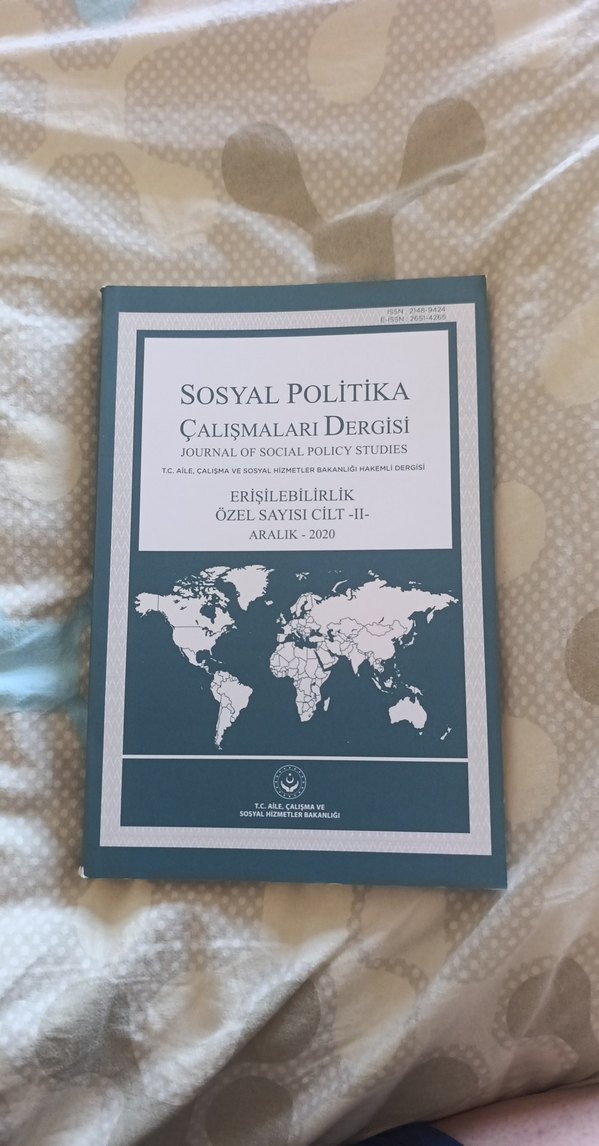 ISSN : 2148-9424
E-ISSN : 2651-4265
SOSYAL POLİTİKA
ÇALIŞMALARI DERGİSİ
JOURNAL OF SOCIAL POLICY STUDIES
T.C. AİLE, ÇALIŞMA VE SOSYAL HİZMETLER BAKANLIĞI HAKEMLİ DERGİSİ
ERİŞİLEBİLİRLİK
ÖZEL SAYISI CİLT -II-
ARALIK - 2020
T.C. AİLE, ÇALIŞMA VE
SOSYAL HİZMETLER BAKANLIĞI